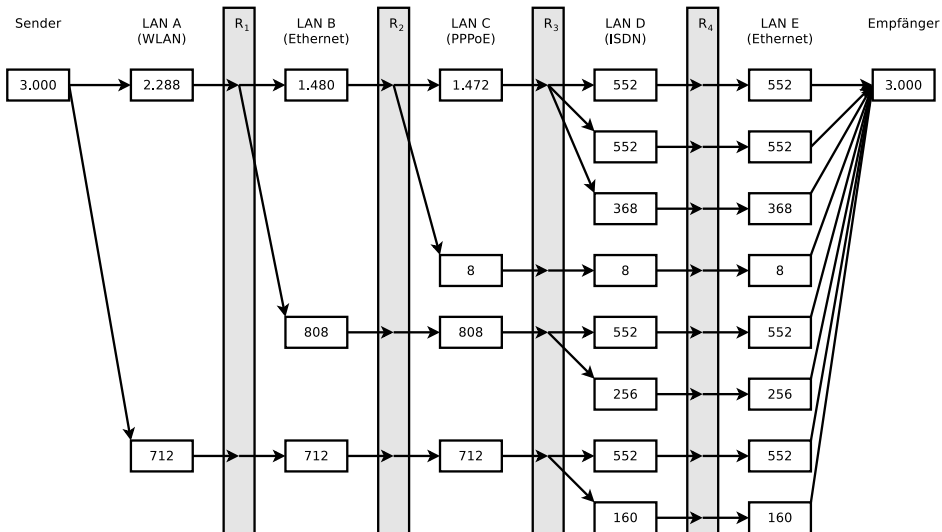 Sender LAN A R1 LAN B R2 LAN C R3 LAN D R4 LAN E Empfänger
(WLAN) (Ethernet) (PPPoE) (ISDN) (Ethernet)
3.000 2.288 1.480 1.472 552 552 3.000
552 552
368 368
8 8 8
808 808 552 552
256 256
712 712 712 552 552
160 160